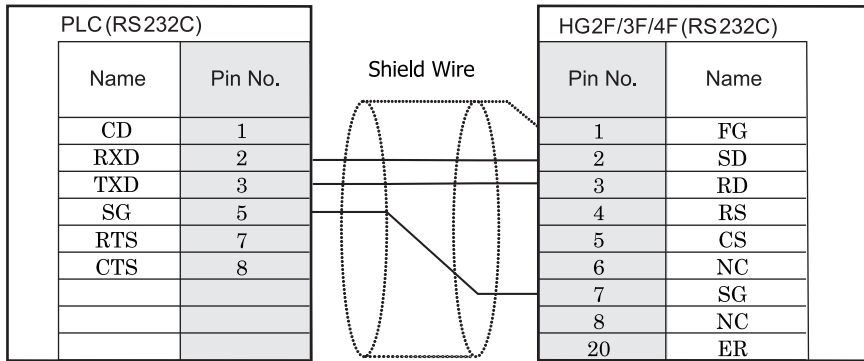 PLC(RS232C)
HG2F/3F/4F(RS232C)
Name Pin No.
Shield Wire
Pin No. Name
CD 1
1 FG
RXD 2
2 SD
TXD 3
3 RD
SG 5
4 RS
RTS 7
5 CS
CTS 8
6 NC
7 SG
8 NC
20 ER